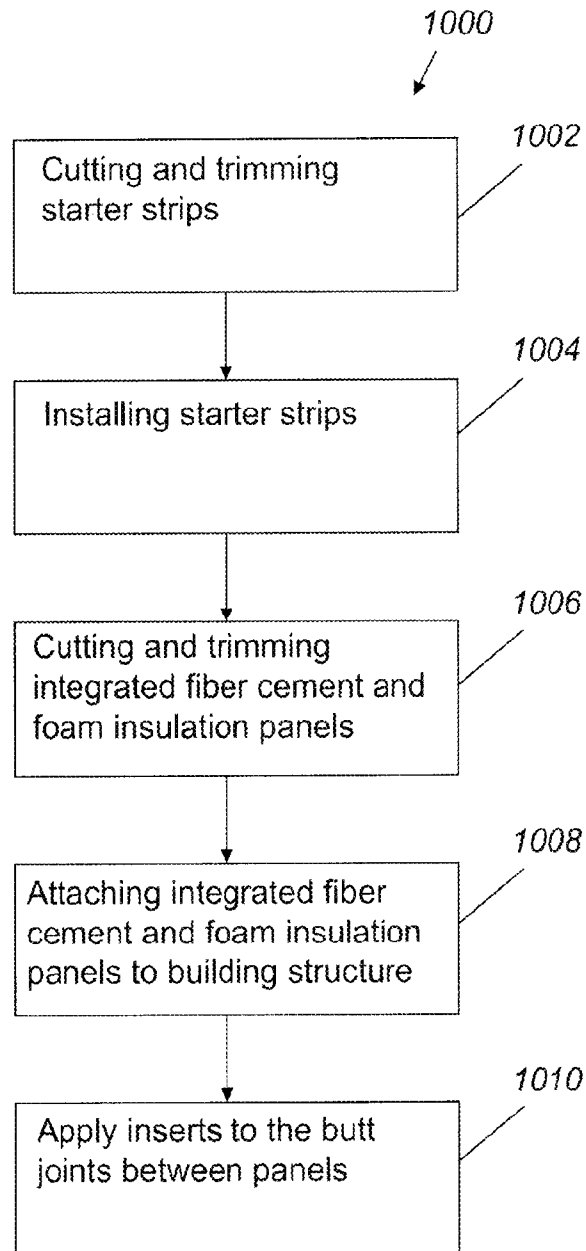 1000
1002
Cutting and trimming
starter strips
1004
Installing starter strips
1006
Cutting and trimming
integrated fiber cement and
foam insulation panels
1008
Attaching integrated fiber
cement and foam insulation
panels to building structure
1010
Apply inserts to the butt
joints between panels